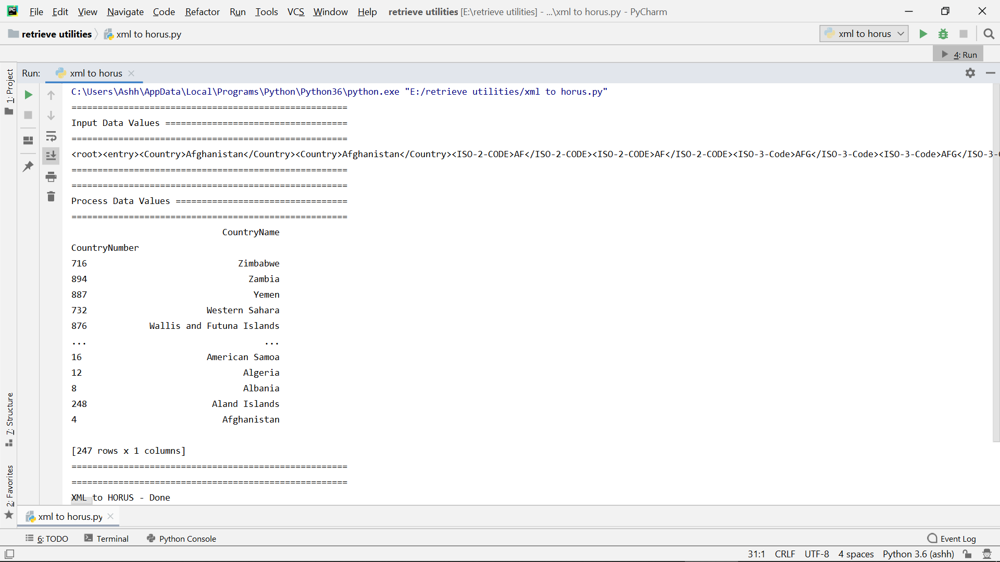 File Edit View Navigate Code Refactor Run Tools VCS Window Help retrieve utilities [E:\retrieve utilities] - ...\xml to horus.py - PyCharm
retrieve utilities xml to horus.py xml to horus
4: Run
Run: xml to horus
1: Project
C:\Users\Ashh\AppData\Local\Programs\Python\Python36\python.exe "E:/retrieve utilities/xml to horus.py"
=====================================================
Input Data Values ===================================
=====================================================
<root><entry><Country>Afghanistan</Country><Country>Afghanistan</Country><ISO-2-CODE>AF</ISO-2-CODE><ISO-2-CODE>AF</ISO-2-CODE><ISO-3-Code>AFG</ISO-3-Code><ISO-3-Code>AFG</ISO-3-
=====================================================
=====================================================
Process Data Values =================================
=====================================================
CountryName
CountryNumber
716 Zimbabwe
894 Zambia
887 Yemen
732 Western Sahara
876 Wallis and Futuna Islands
... ...
16 American Samoa
12 Algeria
8 Albania
248 Aland Islands
4 Afghanistan
[247 rows x 1 columns]
=====================================================
=====================================================
XML to HORUS - Done
7: Structure
2: Favorites
xml to horus.py
6: TODO Terminal Python Console Event Log
31:1 CRLF UTF-8 4 spaces Python 3.6 (ashh)